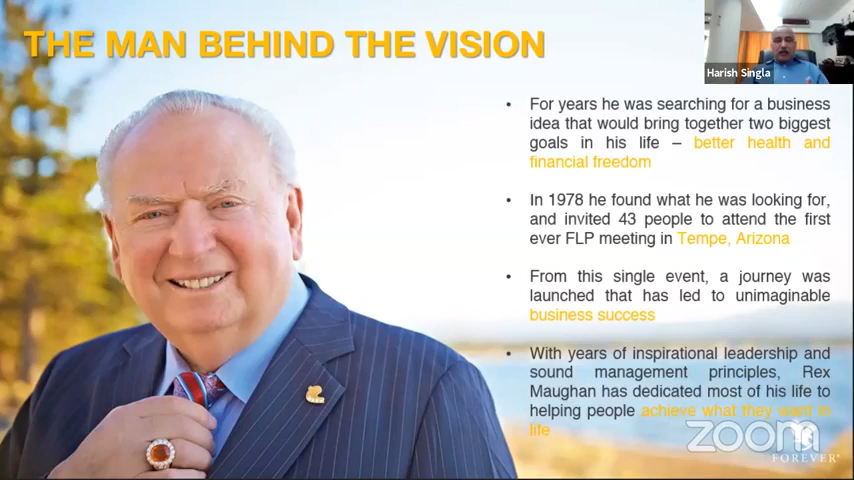 THE MAN BEHIND THE VISION
Harish Singla
• For years he was searching for a business
idea that would bring together two biggest
goals in his life – better health and
financial freedom
• In 1978 he found what he was looking for,
and invited 43 people to attend the first
ever FLP meeting in Tempe, Arizona
• From this single event, a journey was
launched that has led to unimaginable
business success
• With years of inspirational leadership and
sound management principles, Rex
Maughan has dedicated most of his life to
helping people achieve what they want in
life
zoom
FOREVER®